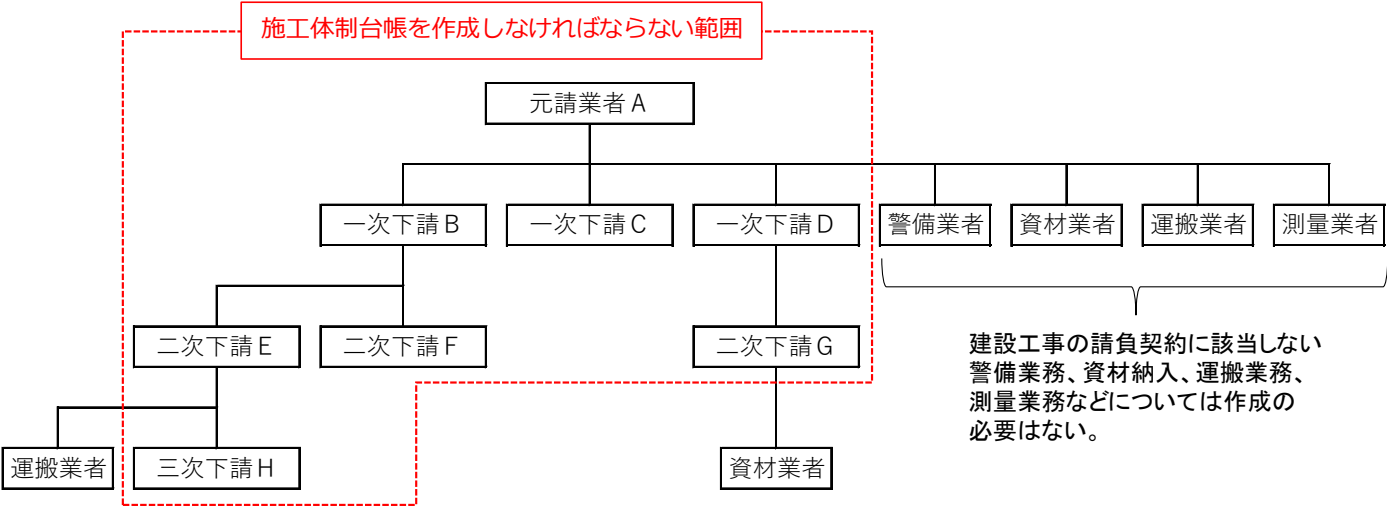 施工体制台帳を作成しなければならない範囲
元請業者A
一次下請B
一次下請C
一次下請D
警備業者
資材業者
運搬業者
測量業者
二次下請E
二次下請F
二次下請G
建設工事の請負契約に該当しない
警備業務、資材納入、運搬業務、
測量業務などについては作成の
必要はない。
運搬業者
三次下請H
資材業者